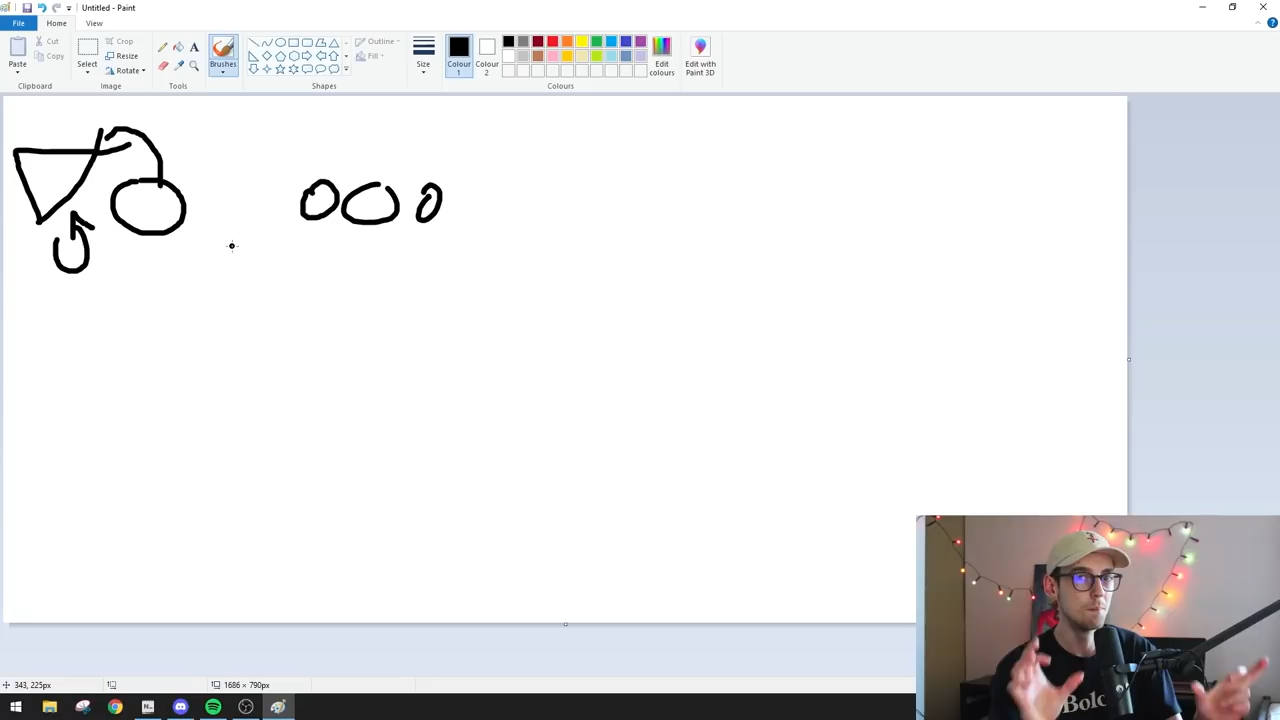 Untitled - Paint
File
Home
View
Paste
Cut
Copy
Clipboard
Select
Crop
Resize
Rotate
Image
A
Tools
Brushes
Outline
Fill
Shapes
Size
Colour
1
Colour
2
Edit
colours
Edit with
Paint 3D
Colours
343, 225px
1686 × 790px